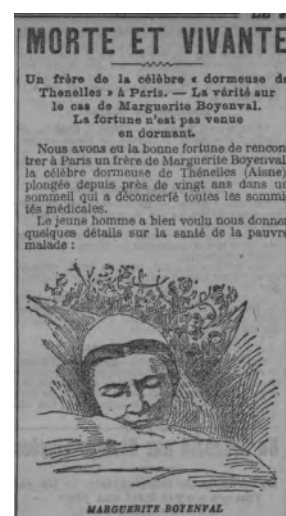 MORTE ET VIVANTE
Un frère de la célèbre « dormeuse de
Thenelles » à Paris. — La vérité sur
le cas de Marguerite Boyenval.
La fortune n'est pas venue
en dormant.
Nous avons eu la bonne fortune de rencon
trer à Paris un frère de Marguerite Boyenval
la célèbre dormeuse de Thénelles (Aisne)
plongée depuis près de vingt ans dans un
sommeil qui a déconcerté toutes les sommi
tés médicales.
Le jeune homme a bien voulu nous donner
quelques détails sur la santé de la pauvre
malade :
MARGUERITE BOYENVAL